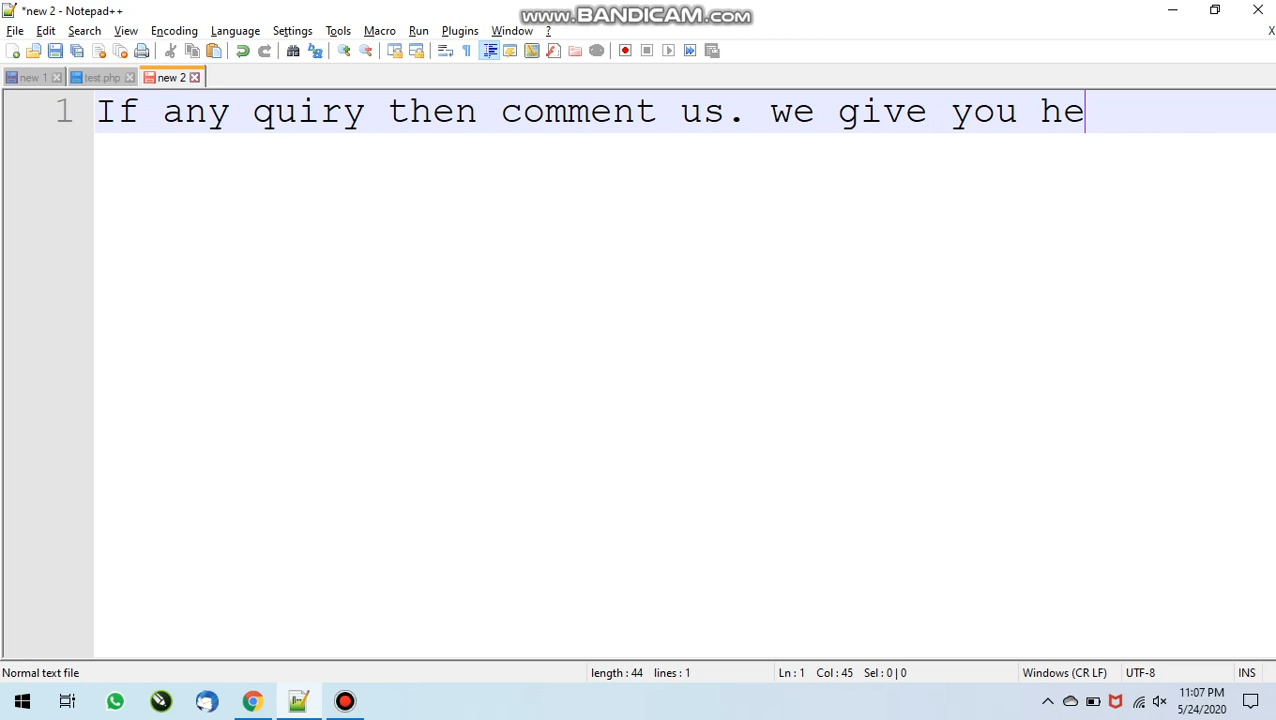 *new 2 - Notepad++
www.BANDICAM.com
File Edit Search View Encoding Language Settings Tools Macro Run Plugins Window ?
X
new 1 test.php new 2
1 If any quiry then comment us. we give you he
Normal text file length : 44 lines : 1 Ln : 1 Col : 45 Sel : 0 | 0 Windows (CR LF) UTF-8 INS
11:07 PM
5/24/2020